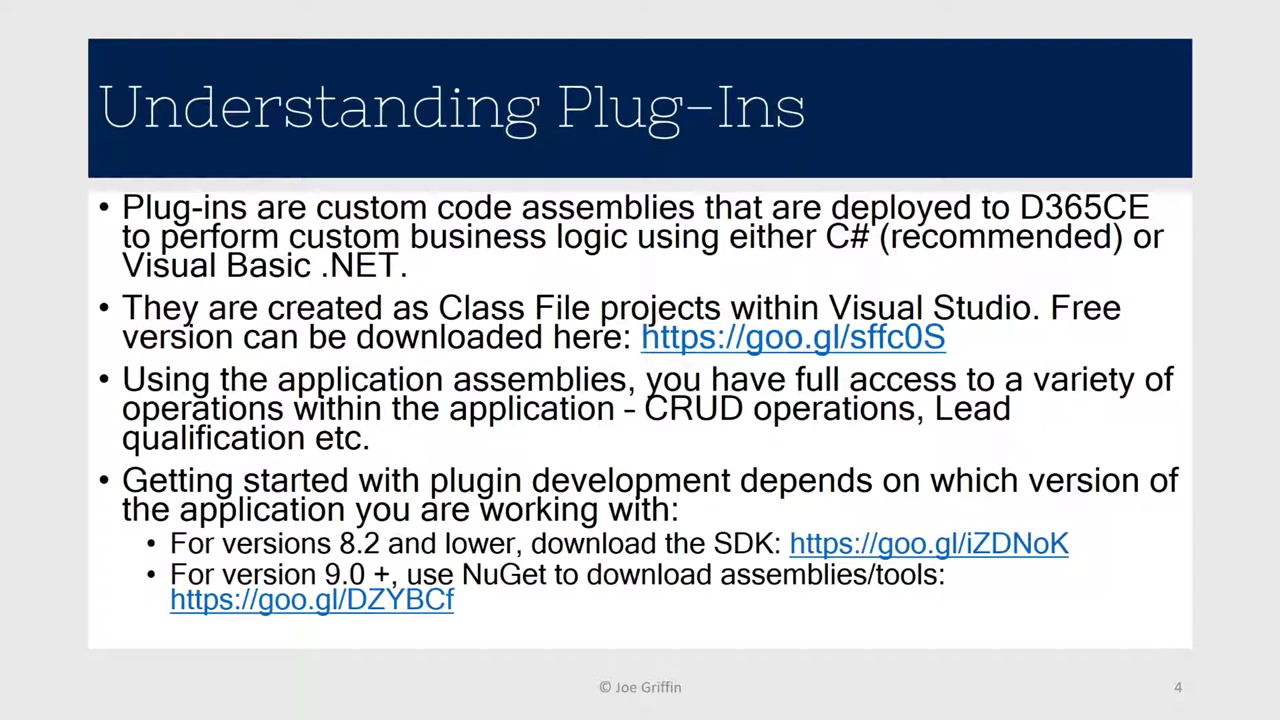 Understanding Plug-Ins
• Plug-ins are custom code assemblies that are deployed to D365CE
to perform custom business logic using either C# (recommended) or
Visual Basic .NET.
• They are created as Class File projects within Visual Studio. Free
version can be downloaded here: https://goo.gl/sffc0S
• Using the application assemblies, you have full access to a variety of
operations within the application – CRUD operations, Lead
qualification etc.
• Getting started with plugin development depends on which version of
the application you are working with:
• For versions 8.2 and lower, download the SDK: https://goo.gl/iZDNoK
• For version 9.0 +, use NuGet to download assemblies/tools:
https://goo.gl/DZYBCf
© Joe Griffin
4